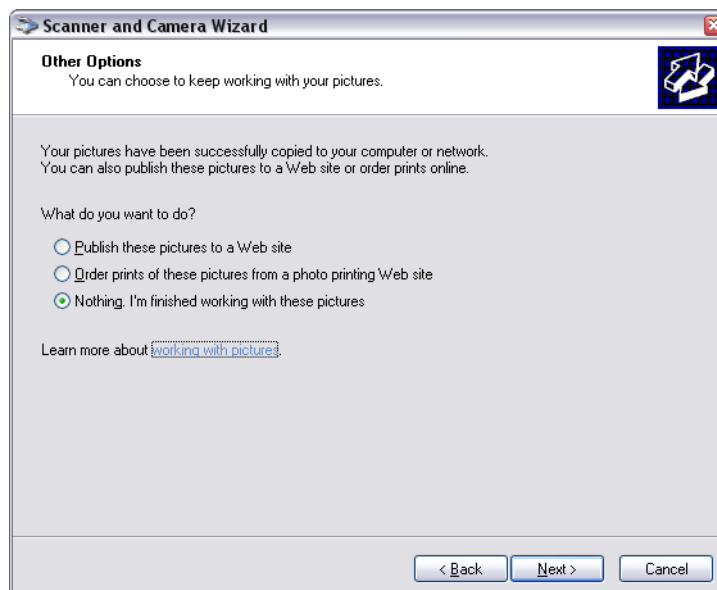 Scanner and Camera Wizard
Other Options
You can choose to keep working with your pictures.
Your pictures have been successfully copied to your computer or network.
You can also publish these pictures to a Web site or order prints online.
What do you want to do?
Publish these pictures to a Web site
Order prints of these pictures from a photo printing Web site
Nothing. I'm finished working with these pictures
Learn more about working with pictures.
< Back Next > Cancel